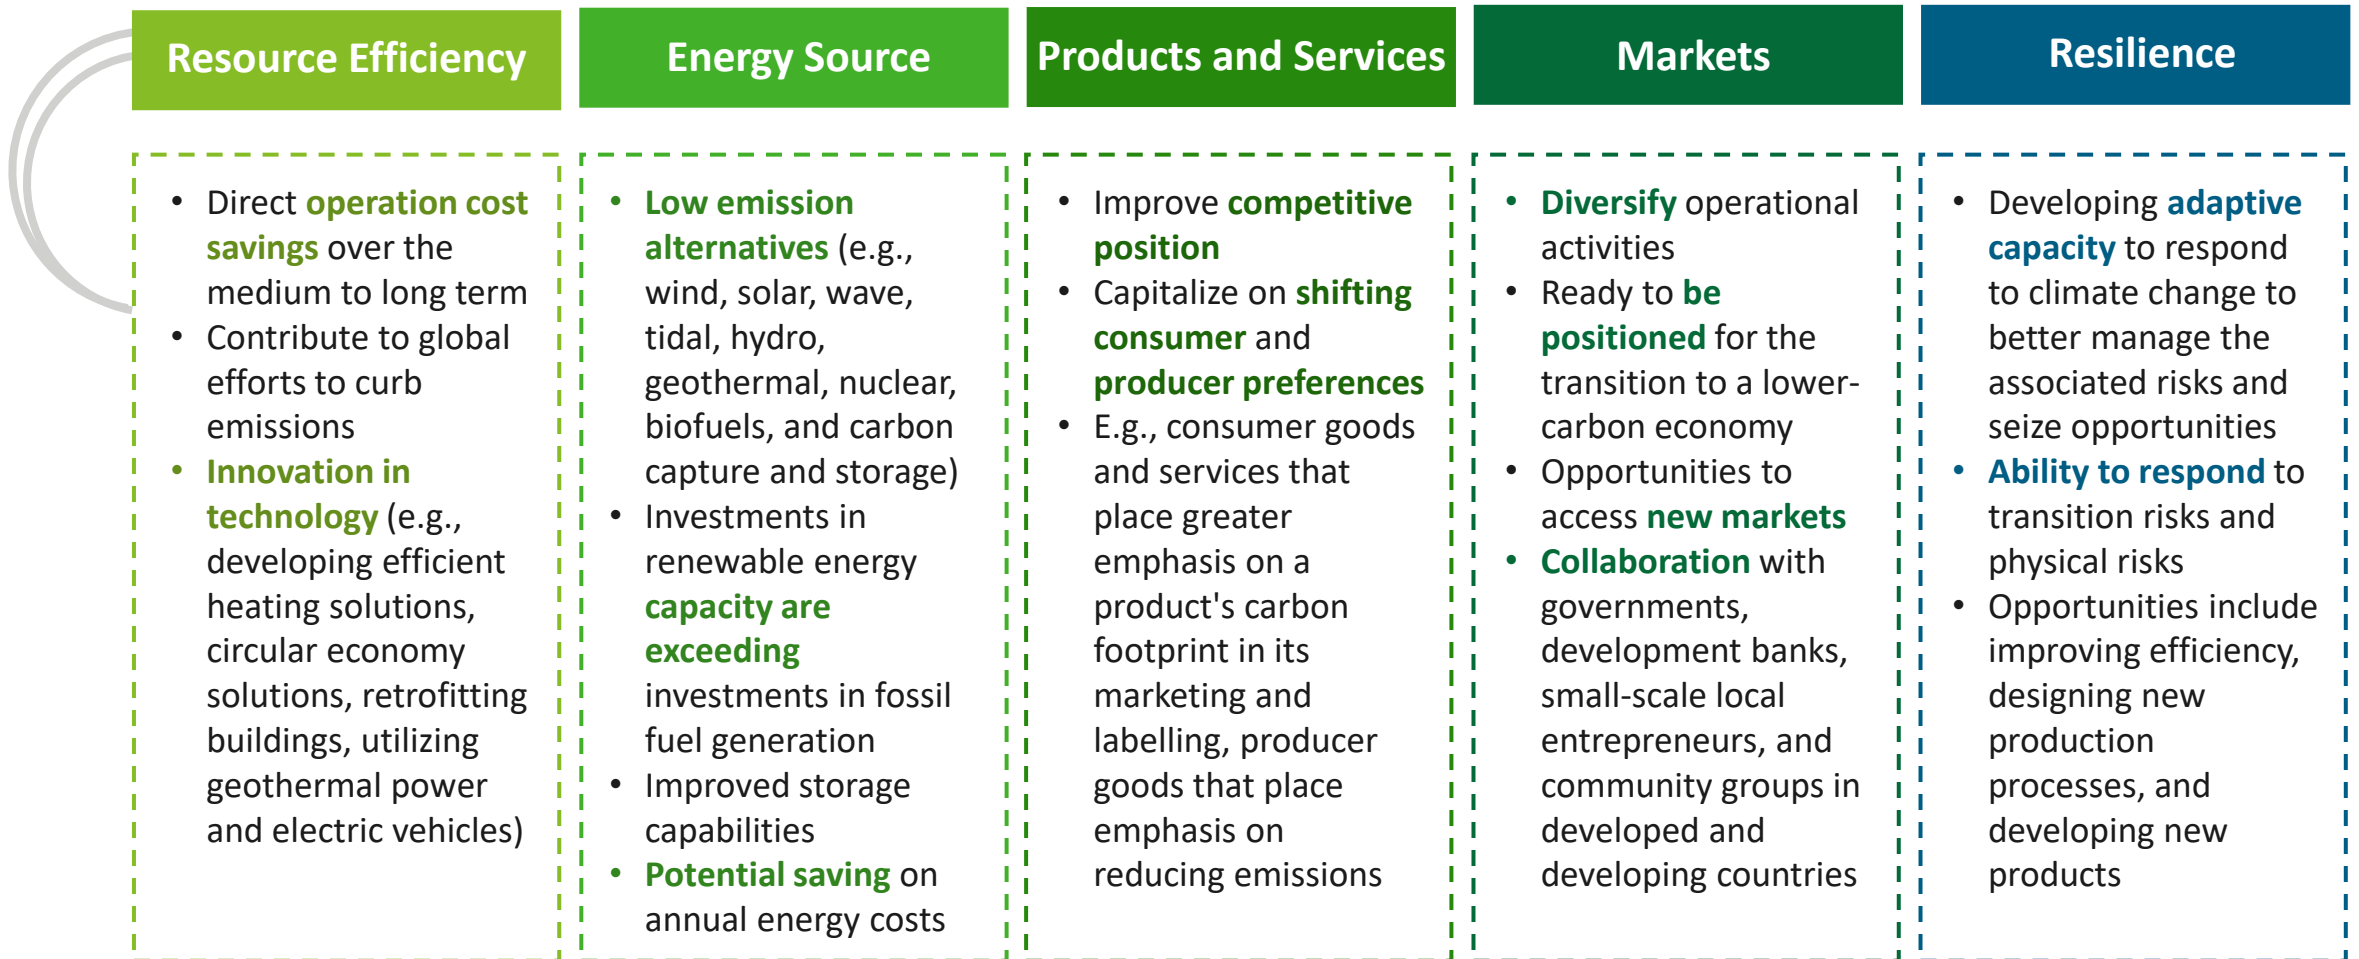 Resource Efficiency
• Direct operation cost
savings over the
medium to long term
• Contribute to global
efforts to curb
emissions
• Innovation in
technology (e.g.,
developing efficient
heating solutions,
circular economy
solutions, retrofitting
buildings, utilizing
geothermal power
and electric vehicles)
Energy Source
• Low emission
alternatives (e.g.,
wind, solar, wave,
tidal, hydro,
geothermal, nuclear,
biofuels, and carbon
capture and storage)
• Investments in
renewable energy
capacity are
exceeding
investments in fossil
fuel generation
• Improved storage
capabilities
• Potential saving on
annual energy costs
Products and Services
• Improve competitive
position
• Capitalize on shifting
consumer and
producer preferences
• E.g., consumer goods
and services that
place greater
emphasis on a
product's carbon
footprint in its
marketing and
labelling, producer
goods that place
emphasis on
reducing emissions
Markets
• Diversify operational
activities
• Ready to be
positioned for the
transition to a lower-
carbon economy
• Opportunities to
access new markets
• Collaboration with
governments,
development banks,
small-scale local
entrepreneurs, and
community groups in
developed and
developing countries
Resilience
• Developing adaptive
capacity to respond
to climate change to
better manage the
associated risks and
seize opportunities
• Ability to respond to
transition risks and
physical risks
• Opportunities include
improving efficiency,
designing new
production
processes, and
developing new
products